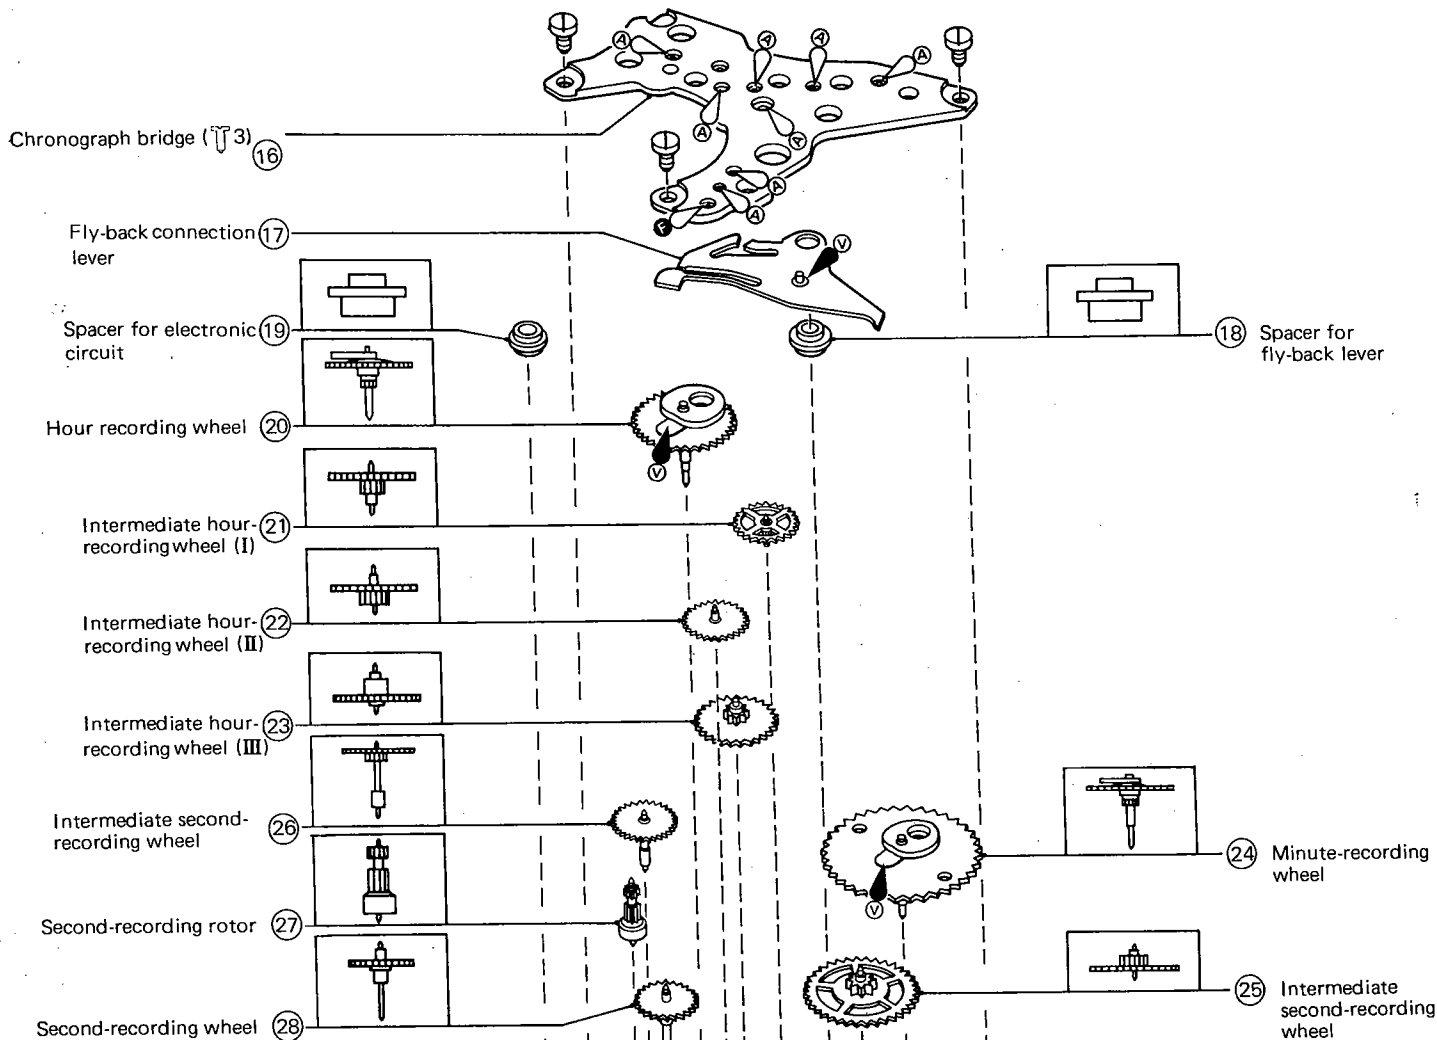 A
A
A
A
Chronograph bridge ( 3)
16
A
A
A
A
F
Fly-back connection
lever
17
V
Spacer for electronic
circuit
19
18
Spacer for
fly-back lever
Hour recording wheel
20
V
Intermediate hour-
recording wheel (I)
21
Intermediate hour-
recording wheel (II)
22
Intermediate hour-
recording wheel (III)
23
Intermediate second-
recording wheel
26
24
Minute-recording
wheel
V
Second-recording rotor
27
25
Intermediate
second-recording
wheel
Second-recording wheel
28